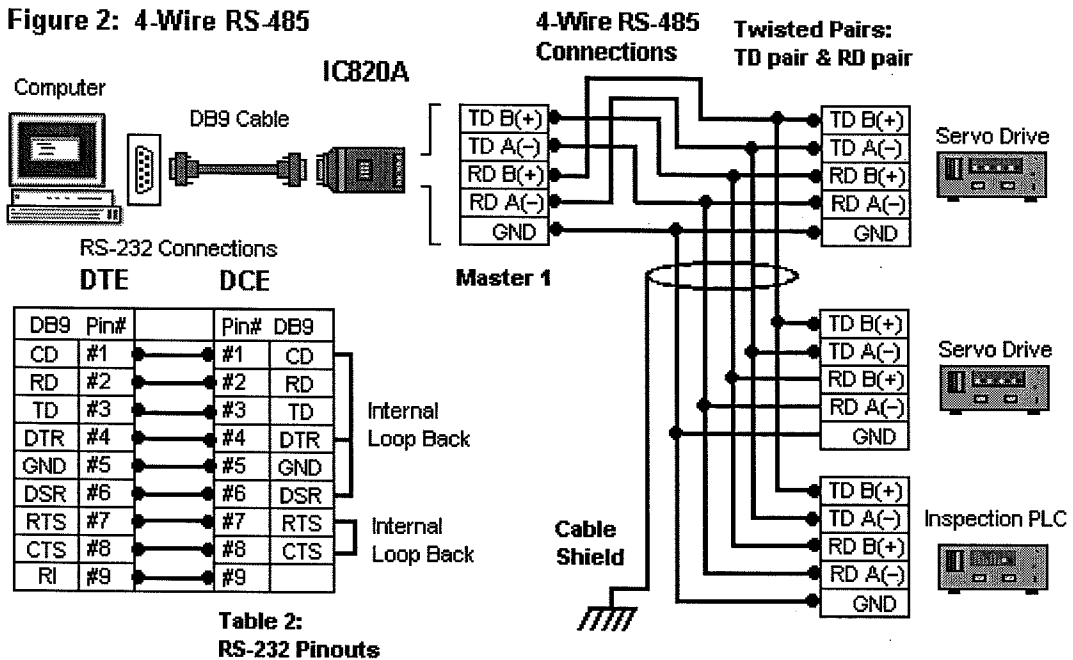 Figure 2: 4-Wire RS-485
4-Wire RS-485
Connections
Twisted Pairs:
TD pair & RD pair
Computer
DB9 Cable
IC820A
TD B(+)
TD A(-)
RD B(+)
RD A(-)
GND
Master 1
TD B(+)
TD A(-)
RD B(+)
RD A(-)
GND
Servo Drive
RS-232 Connections
DTE DCE
DB9 Pin# Pin# DB9
CD #1 #1 CD
RD #2 #2 RD
TD #3 #3 TD
DTR #4 #4 DTR
GND #5 #5 GND
DSR #6 #6 DSR
RTS #7 #7 RTS
CTS #8 #8 CTS
RI #9 #9
Internal
Loop Back
Internal
Loop Back
Table 2:
RS-232 Pinouts
TD B(+)
TD A(-)
RD B(+)
RD A(-)
GND
Servo Drive
TD B(+)
TD A(-)
RD B(+)
RD A(-)
GND
Inspection PLC
Cable
Shield